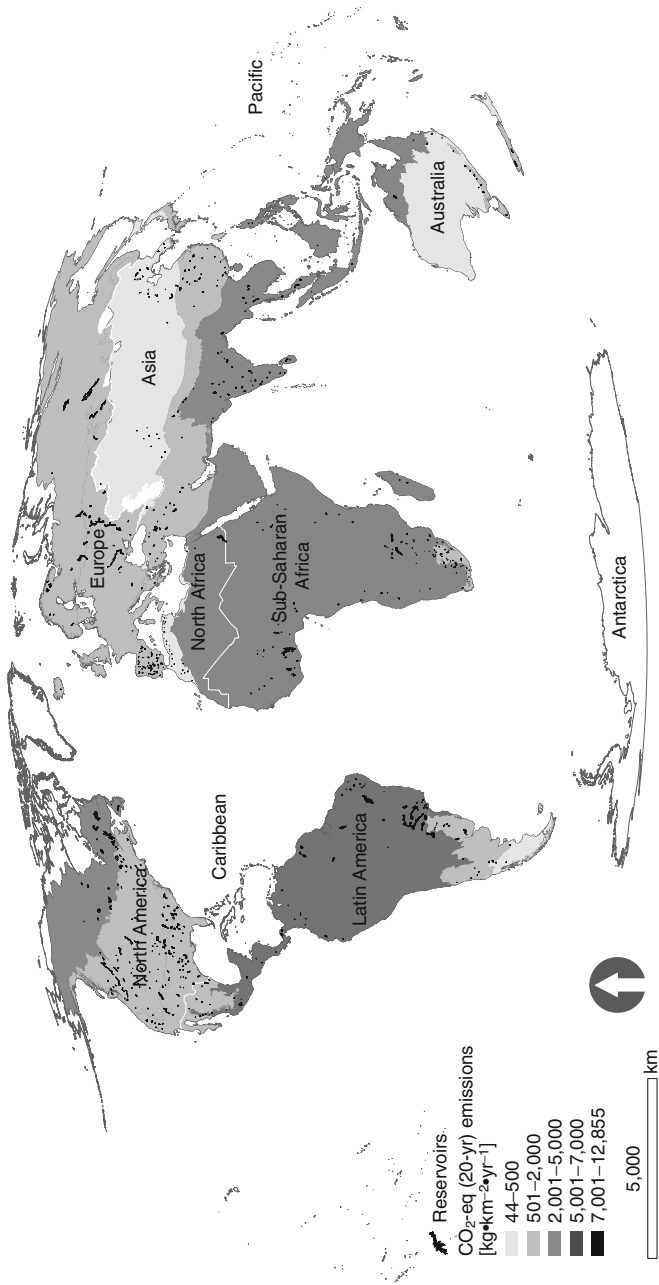 Pacific
Asia
Europe
North America
North Africa
Sub-Saharan
Africa
Caribbean
Latin America
Australia
Antarctica
Reservoirs
CO₂-eq (20-yr) emissions
[kg•km⁻²•yr⁻¹]
44–500
501–2,000
2,001–5,000
5,001–7,000
7,001–12,855
5,000
km